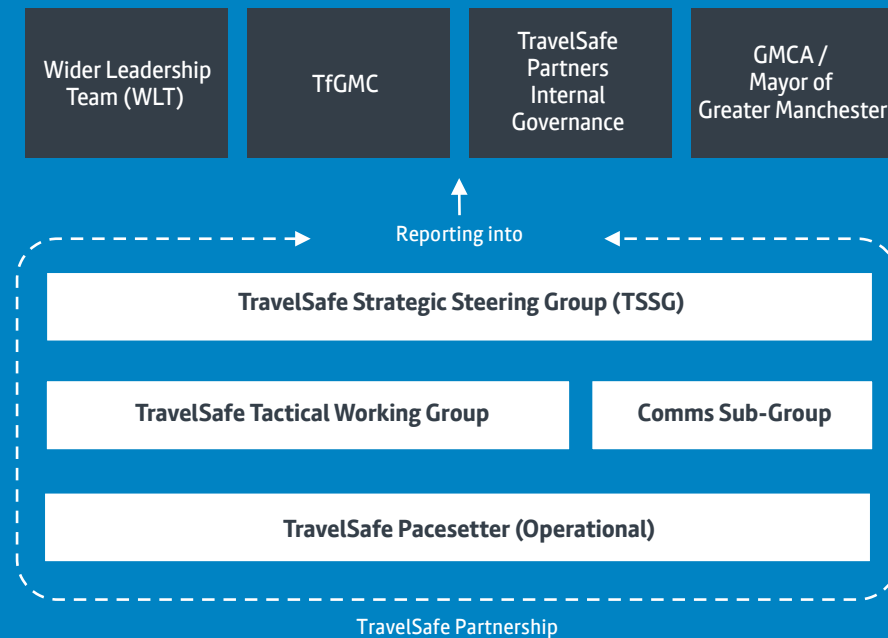 Wider Leadership
Team (WLT)
TfGMC
TravelSafe
Partners
Internal
Governance
GMCA /
Mayor of
Greater Manchester
Reporting into
TravelSafe Strategic Steering Group (TSSG)
TravelSafe Tactical Working Group
Comms Sub-Group
TravelSafe Pacesetter (Operational)
TravelSafe Partnership